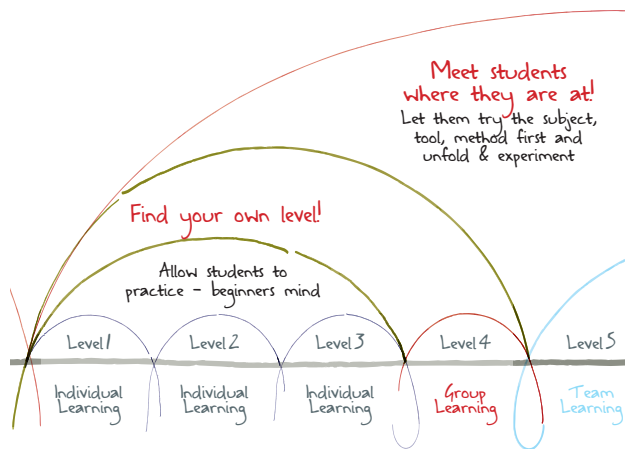 Meet students
where they are at!
Let them try the subject,
tool, method first and
unfold & experiment
Find your own level!
Allow students to
practice - beginners mind
Level 1
Level 2
Level 3
Level 4
Level 5
Individual
Learning
Individual
Learning
Individual
Learning
Group
Learning
Team
Learning